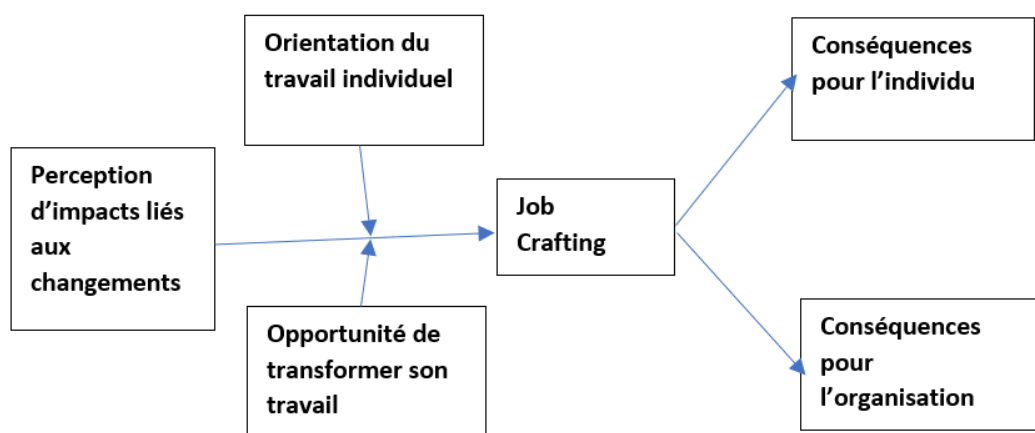 Perception
d’impacts liés
aux
changements
Orientation du
travail individuel
Opportunité de
transformer son
travail
Job
Crafting
Conséquences
pour l’individu
Conséquences
pour
l’organisation